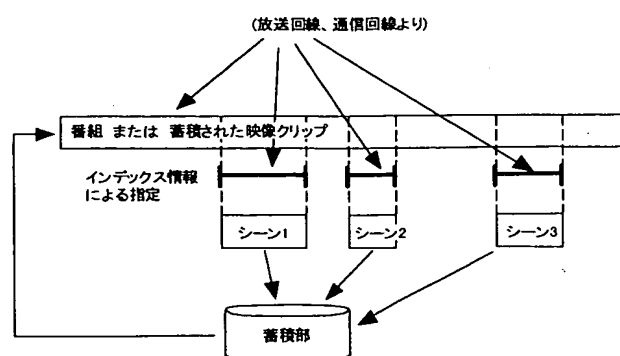 (放送回線、通信回線より)
番組 または 蓄積された映像クリップ
インデックス情報
による指定
シーン1
シーン2
シーン3
蓄積部